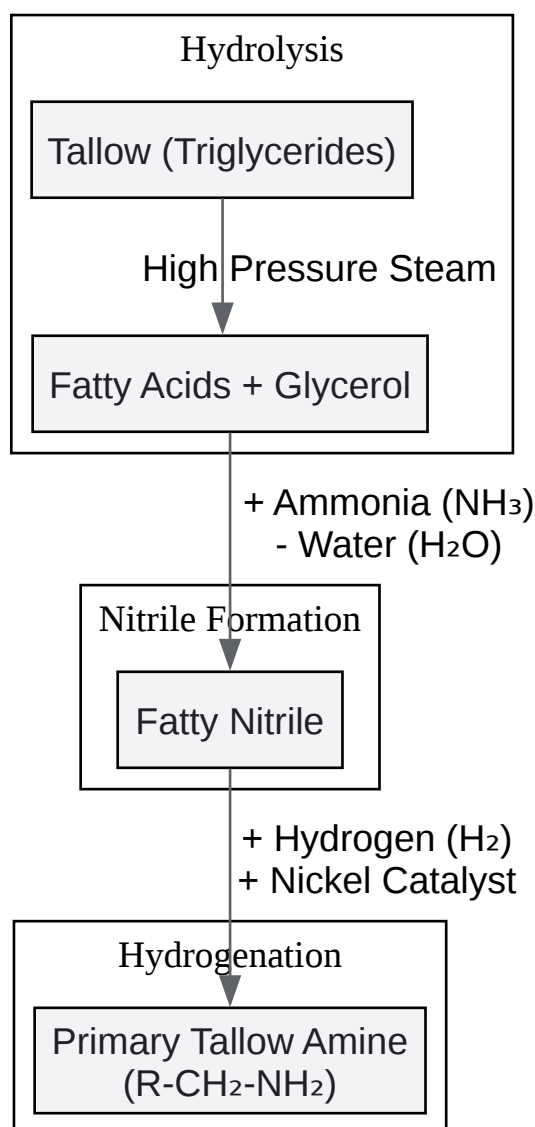 Hydrolysis
Tallow (Triglycerides)
High Pressure Steam
Fatty Acids + Glycerol
+ Ammonia (NH₃)
- Water (H₂O)
Nitrile Formation
Fatty Nitrile
+ Hydrogen (H₂)
+ Nickel Catalyst
Hydrogenation
Primary Tallow Amine
(R-CH₂-NH₂)